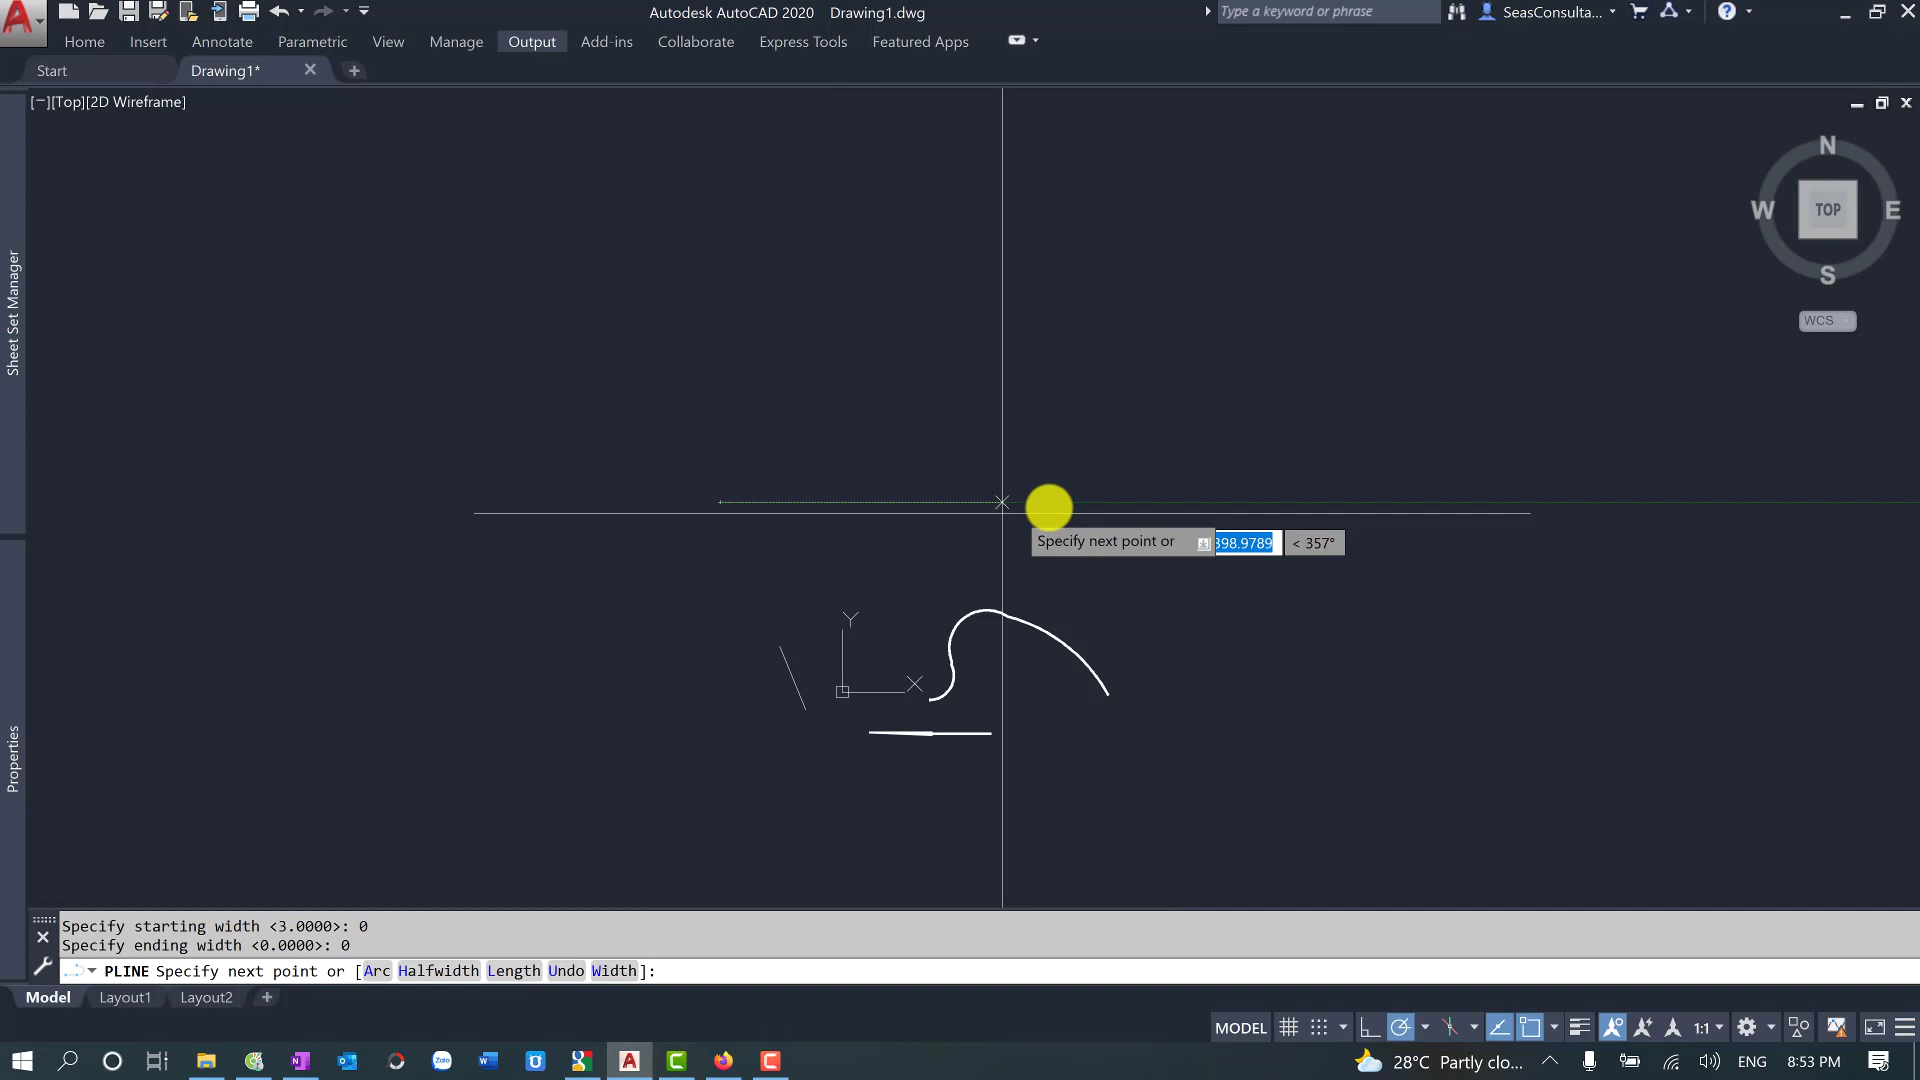 Autodesk AutoCAD 2020 Drawing1.dwg
Type a keyword or phrase
SeasConsulta...
Home Insert Annotate Parametric View Manage Output Add-ins Collaborate Express Tools Featured Apps
Start Drawing1*
[−][Top][2D Wireframe]
N
W TOP E
S
WCS
Sheet Set Manager
Specify next point or 398.9789 < 357°
Y
X
Properties
Specify starting width <3.0000>: 0
Specify ending width <0.0000>: 0
PLINE Specify next point or [Arc Halfwidth Length Undo Width]:
Model Layout1 Layout2
MODEL 1:1
28°C Partly clo... ENG 8:53 PM